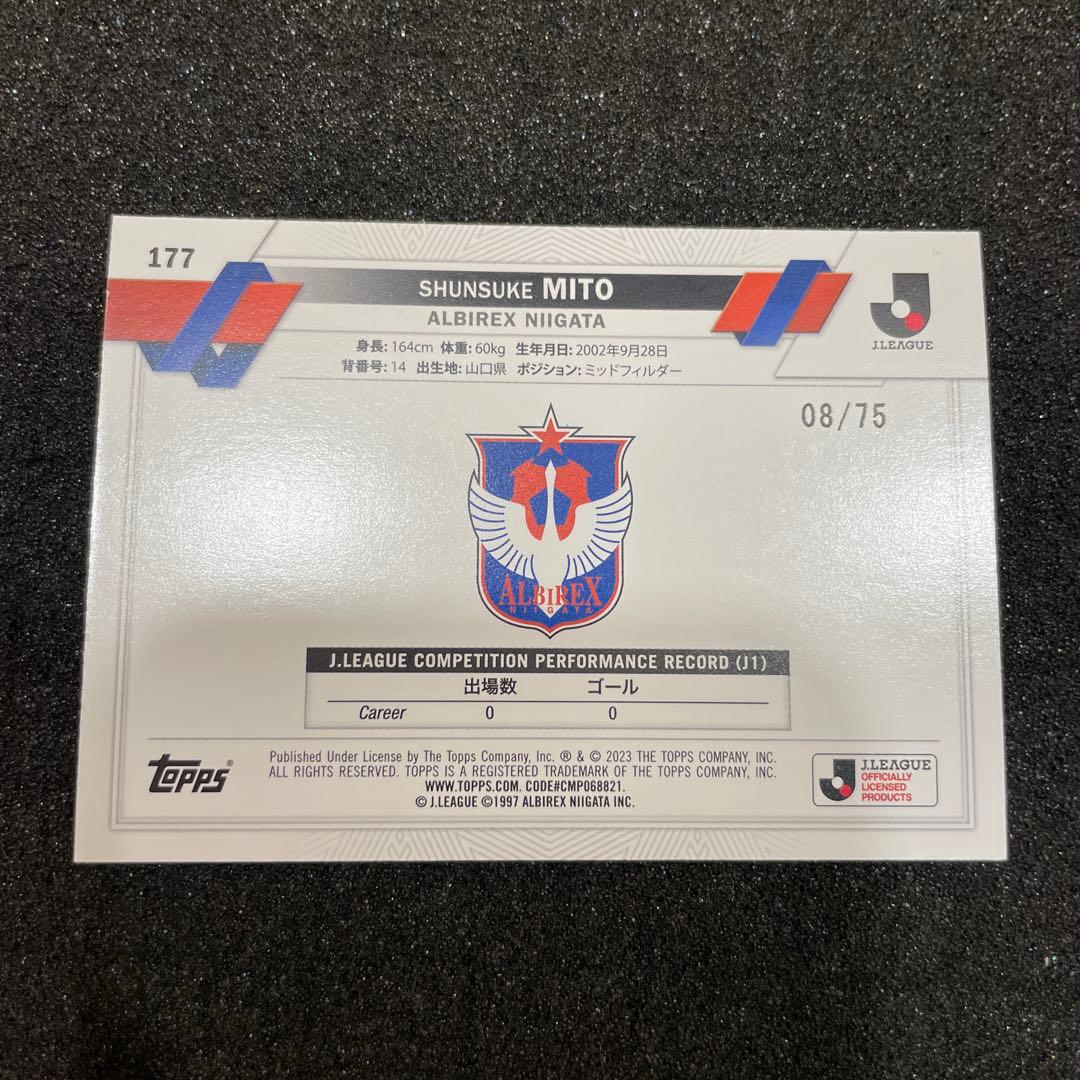 177
SHUNSUKE MITO
ALBIREX NIIGATA
J.LEAGUE
身長: 164cm 体重: 60kg 生年月日: 2002年9月28日
背番号: 14 出生地: 山口県 ポジション: ミッドフィルダー
08/75
ALBIREX
NIIGATA
J.LEAGUE COMPETITION PERFORMANCE RECORD (J1)
出場数 ゴール
Career 0 0
topps®
Published Under License by The Topps Company, Inc. ® & © 2023 THE TOPPS COMPANY, INC.
ALL RIGHTS RESERVED. TOPPS IS A REGISTERED TRADEMARK OF THE TOPPS COMPANY, INC.
WWW.TOPPS.COM. CODE#CMP068821.
© J.LEAGUE ©1997 ALBIREX NIIGATA INC.
J.LEAGUE
OFFICIALLY
LICENSED
PRODUCTS